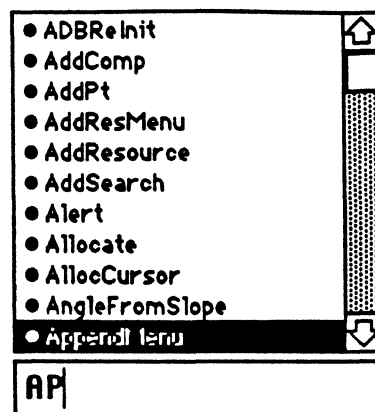 ● ADBReInit
● AddComp
● AddPt
● AddResMenu
● AddResource
● AddSearch
● Alert
● Allocate
● AllocCursor
● AngleFromSlope
● AppendMenu
AP